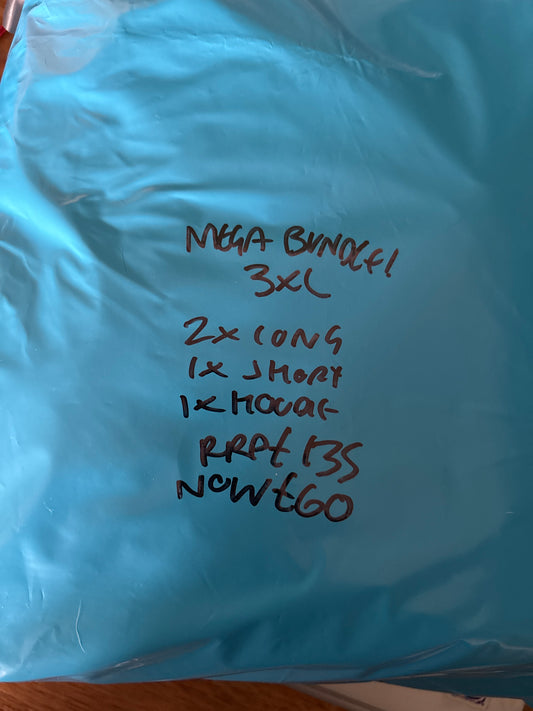 MEGA BUNDLE!
3XL
2x LONG
1x SHORT
1x HOODIE
RRP £135
NOW £60